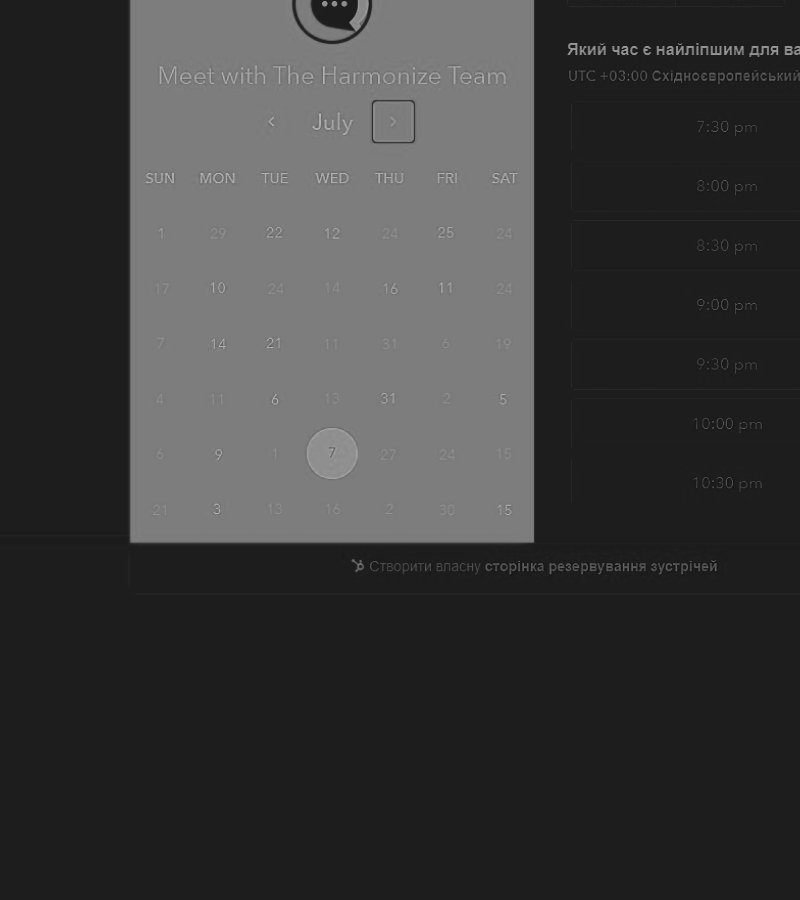 Meet with The Harmonize Team
July
SUN MON TUE WED THU FRI SAT
1 29 22 12 24 25 24
17 10 24 14 16 11 24
7 14 21 11 31 6 19
4 11 6 13 31 2 5
6 9 1 7 27 24 15
21 3 13 16 2 30 15
Який час є найліпшим для ва
UTC +03:00 Східноєвропейський
7:30 pm
8:00 pm
8:30 pm
9:00 pm
9:30 pm
10:00 pm
10:30 pm
Створити власну сторінка резервування зустрічей